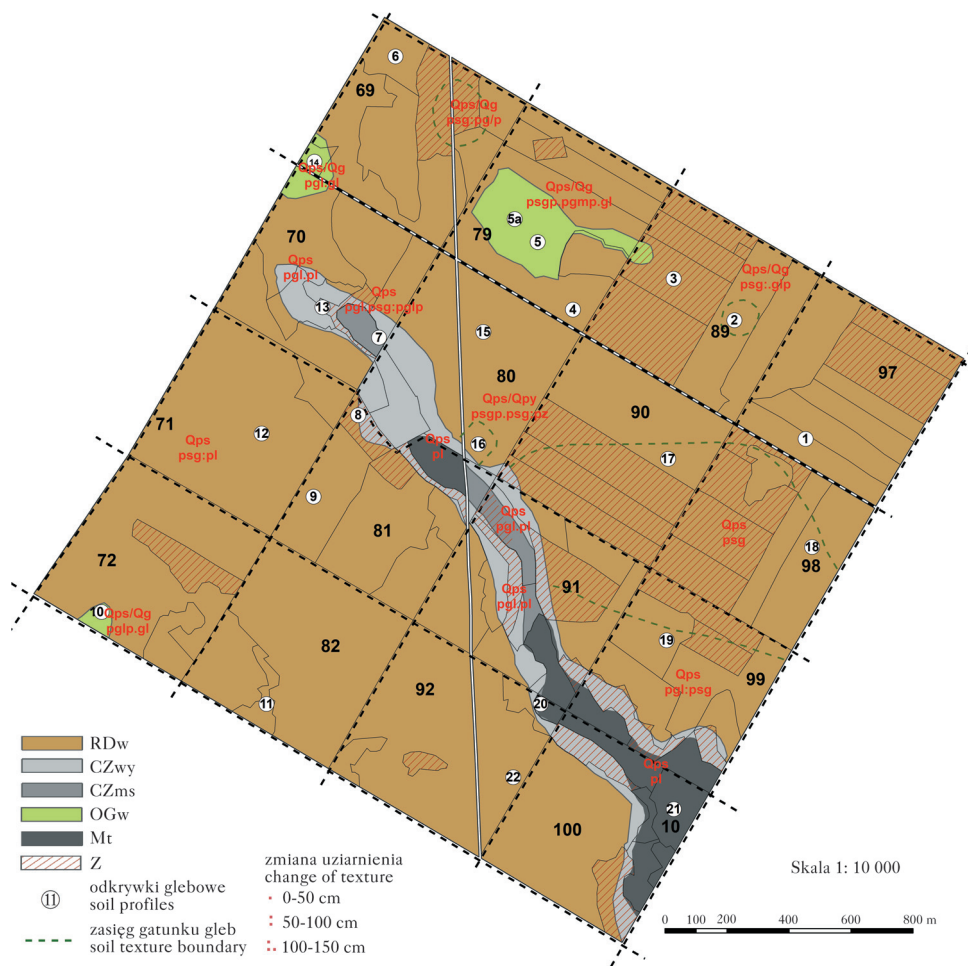 6
69
Qps/Qg
psg:pg/p
14
Qps/Qg
pgl.gl
Qps/Qg
psgp.pgmp.gl
5a
5
79
70
Qps
pgl.pl
3
Qps/Qg
psg:.glp
2
89
13
Qps
pgl.psg:pglp
7
4
15
80
97
8
Qps/Qpy
psgp.psg:pz
90
1
71
Qps
psg:pl
12
Qps
pl
16
17
9
81
Qps
pgl.pl
Qps
psg
18
98
72
10
Qps/Qg
pglp.gl
Qps
pgl.pl
91
82
19
11
92
20
Qps
pgl:psg
99
Qps
pl
22
21
10
100
RDw
CZwy
CZms
OGw
Mt
Z
11
odkrywki glebowe
soil profiles
zasięg gatunku gleb
soil texture boundary
zmiana uziarnienia
change of texture
0-50 cm
50-100 cm
100-150 cm
Skala 1: 10 000
0 100 200 400 600 800 m